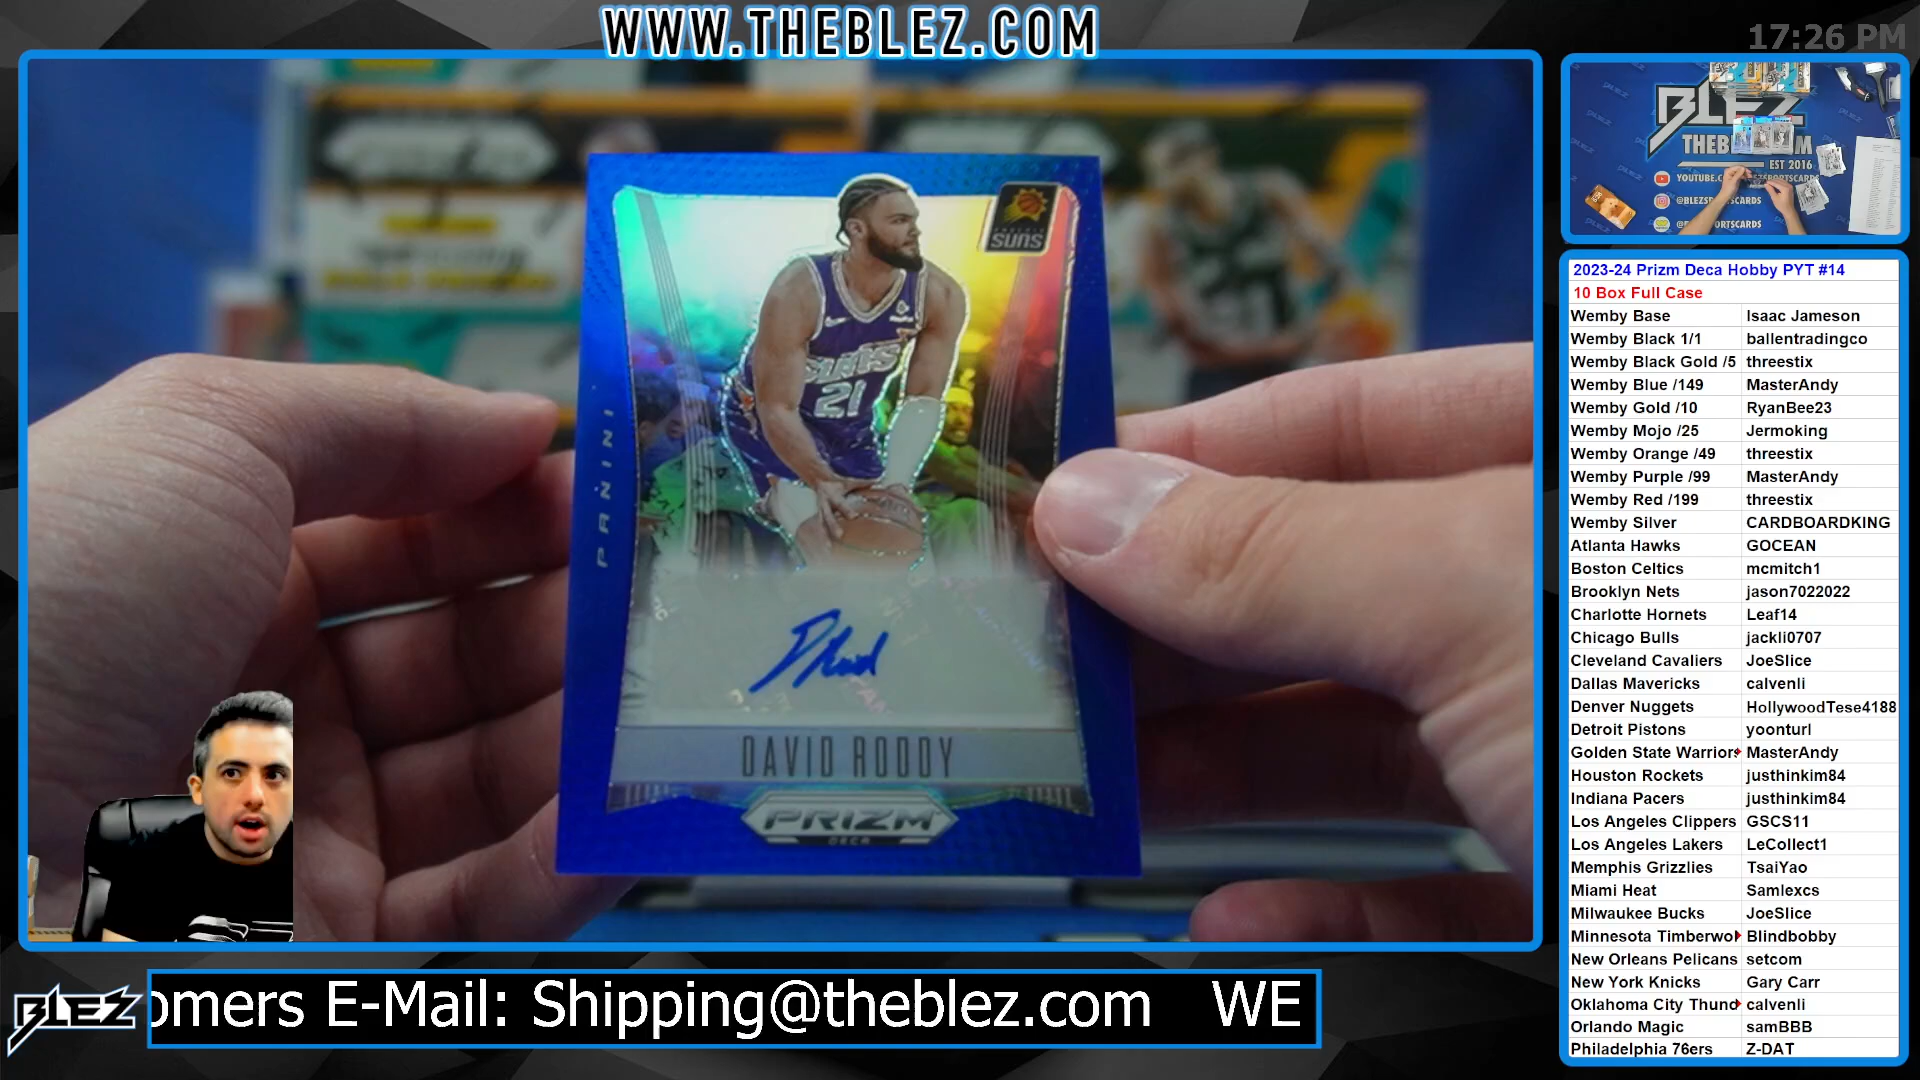 WWW.THEBLEZ.COM
17:26 PM
PHOENIX
SUNS
SUNS
21
PANINI
DAVID RODDY
PRIZM
DECA
BLEZ
EST 2016
2023-24 Prizm Deca Hobby PYT #14
10 Box Full Case
Wemby Base Isaac Jameson
Wemby Black 1/1 ballentradingco
Wemby Black Gold /5 threestix
Wemby Blue /149 MasterAndy
Wemby Gold /10 RyanBee23
Wemby Mojo /25 Jermoking
Wemby Orange /49 threestix
Wemby Purple /99 MasterAndy
Wemby Red /199 threestix
Wemby Silver CARDBOARDKING
Atlanta Hawks GOCEAN
Boston Celtics mcmitch1
Brooklyn Nets jason7022022
Charlotte Hornets Leaf14
Chicago Bulls jackli0707
Cleveland Cavaliers JoeSlice
Dallas Mavericks calvenli
Denver Nuggets HollywoodTese4188
Detroit Pistons yoonturl
Golden State Warriors MasterAndy
Houston Rockets justhinkim84
Indiana Pacers justhinkim84
Los Angeles Clippers GSCS11
Los Angeles Lakers LeCollect1
Memphis Grizzlies TsaiYao
Miami Heat Samlexcs
Milwaukee Bucks JoeSlice
Minnesota Timberwol Blindbobby
New Orleans Pelicans setcom
New York Knicks Gary Carr
Oklahoma City Thund calvenli
Orlando Magic samBBB
Philadelphia 76ers Z-DAT
BLEZ
omers E-Mail: Shipping@theblez.com WE